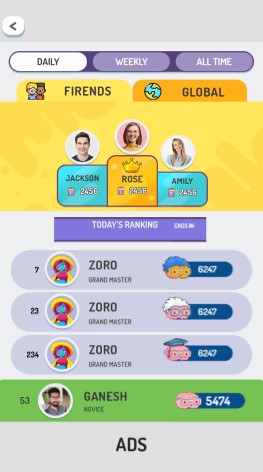 DAILY WEEKLY ALL TIME
FIRENDS GLOBAL
JACKSON ROSE AMILY
2456 2456 2456
TODAY'S RANKING ENDS IN
7 ZORO 6247
GRAND MASTER
23 ZORO 6247
GRAND MASTER
234 ZORO 6247
GRAND MASTER
53 GANESH 5474
NOVICE
ADS